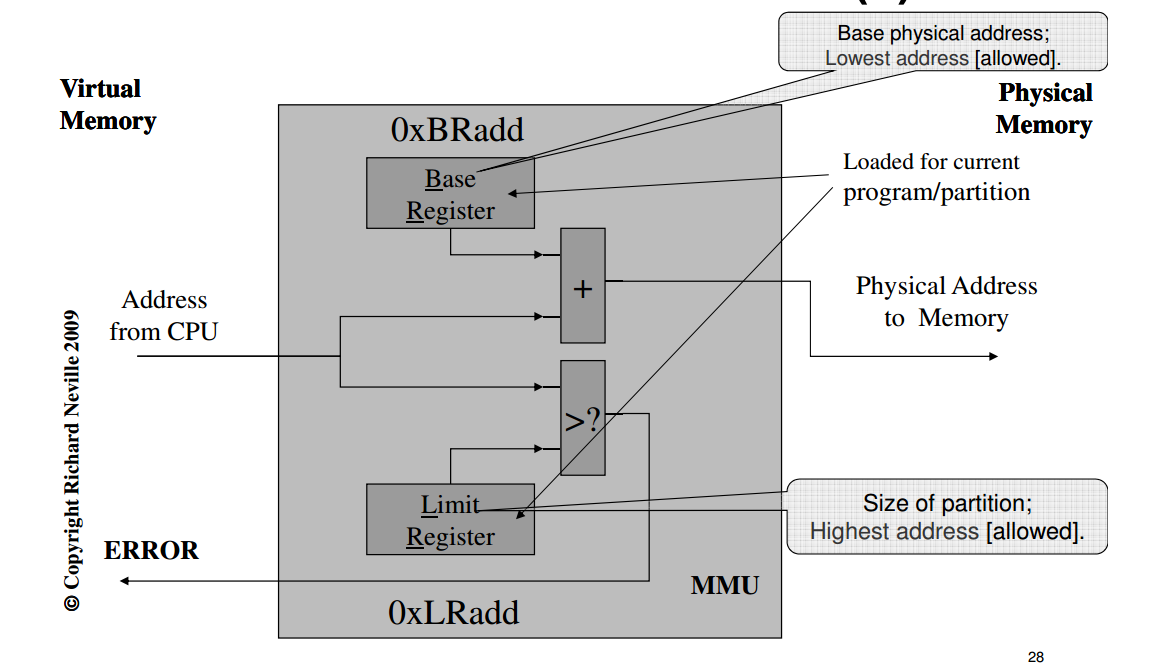 Base physical address;
Lowest address [allowed].
Virtual
Memory
Physical
Memory
0xBRadd
Base
Register
Loaded for current
program/partition
+
Address
from CPU
Physical Address
to Memory
>?
Limit
Register
Size of partition;
Highest address [allowed].
ERROR
MMU
0xLRadd
© Copyright Richard Neville 2009
28